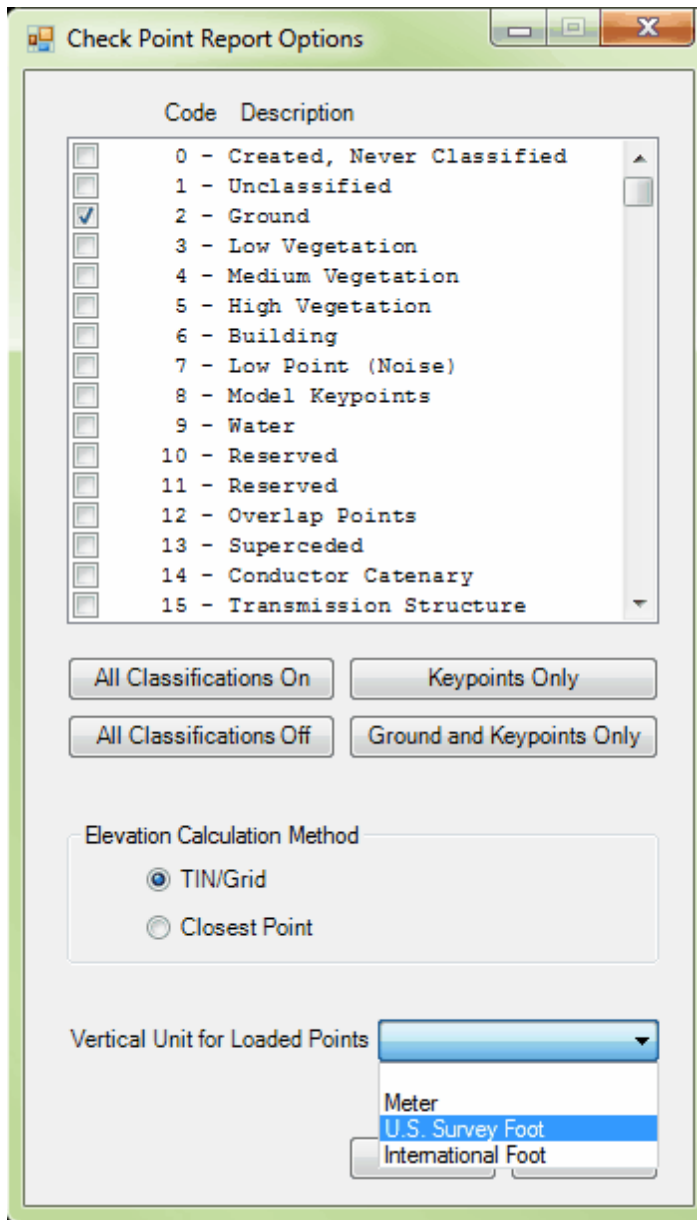 Check Point Report Options
Code Description
0 - Created, Never Classified
1 - Unclassified
2 - Ground
3 - Low Vegetation
4 - Medium Vegetation
5 - High Vegetation
6 - Building
7 - Low Point (Noise)
8 - Model Keypoints
9 - Water
10 - Reserved
11 - Reserved
12 - Overlap Points
13 - Superceded
14 - Conductor Catenary
15 - Transmission Structure
All Classifications On Keypoints Only
All Classifications Off Ground and Keypoints Only
Elevation Calculation Method
TIN/Grid
Closest Point
Vertical Unit for Loaded Points
Meter
U.S. Survey Foot
International Foot